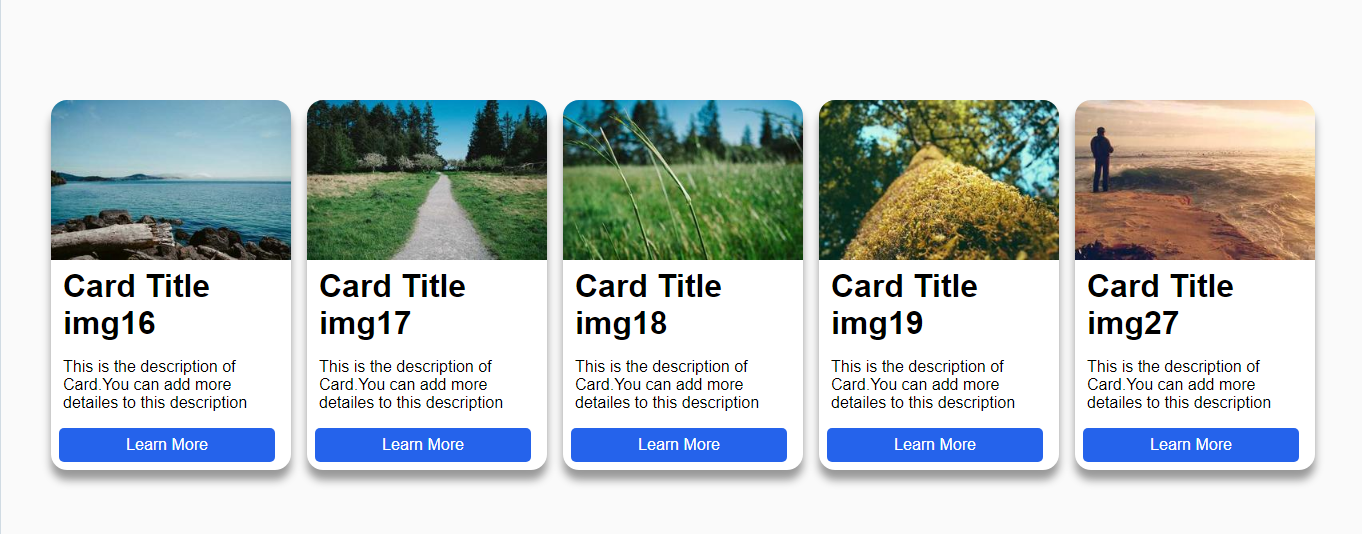 Card Title
img16
This is the description of
Card.You can add more
detailes to this description
Learn More
Card Title
img17
This is the description of
Card.You can add more
detailes to this description
Learn More
Card Title
img18
This is the description of
Card.You can add more
detailes to this description
Learn More
Card Title
img19
This is the description of
Card.You can add more
detailes to this description
Learn More
Card Title
img27
This is the description of
Card.You can add more
detailes to this description
Learn More